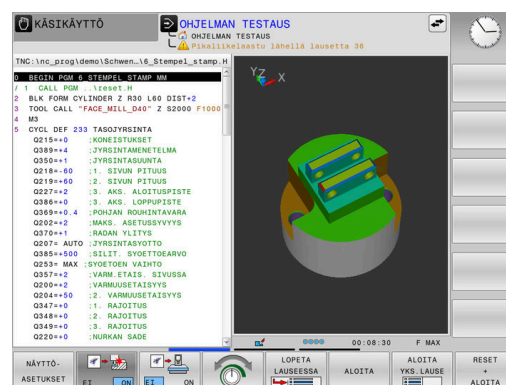 KÄSIKÄYTTÖ
OHJELMAN TESTAUS
OHJELMAN TESTAUS
Pikaliikelaastu lähellä lausetta 38
TNC:\nc_prog\demo\Schwen...\6_Stempel_stamp.H
0 BEGIN PGM 6_STEMPEL_STAMP MM
/ 1 CALL PGM ..\reset.H
2 BLK FORM CYLINDER Z R30 L60 DIST+2
3 TOOL CALL "FACE_MILL_D40" Z S2000 F1000
4 M3
5 CYCL DEF 233 TASOJYRSINTA
Q215=+0 ;KONEISTUKSET
Q389=+4 ;JYRSINTAMENETELMA
Q350=+1 ;JYRSINTASUUNTA
Q218=-60 ;1. SIVUN PITUUS
Q219=+60 ;2. SIVUN PITUUS
Q227=+2 ;3. AKS. ALOITUSPISTE
Q386=+0 ;3. AKS. LOPPUPISTE
Q369=+0.4 ;POHJAN ROUHINTAVARA
Q202=+2 ;MAKS. ASETUSSYVYYS
Q370=+1 ;RADAN YLITYS
Q207= AUTO ;JYRSINTASYOTTO
Q385=+500 ;SILIT. SYOETTOEARVO
Q253= MAX ;SYOETOEN VAIHTO
Q357=+2 ;VARM.ETAIS. SIVUSSA
Q200=+2 ;VARMUUSETAISYYS
Q204=+50 ;2. VARMUUSETAISYYS
Q347=+0 ;1. RAJOITUS
Q348=+0 ;2. RAJOITUS
Q349=+0 ;3. RAJOITUS
Q220=+0 ;NURKAN SADE
YZ X
00:08:30 F MAX
NÄYTTÖ-
ASETUKSET
EI ON
EI ON
LOPETA
LAUSEESSA
ALOITA
ALOITA
YKS.LAUSE
RESET
+
ALOITA